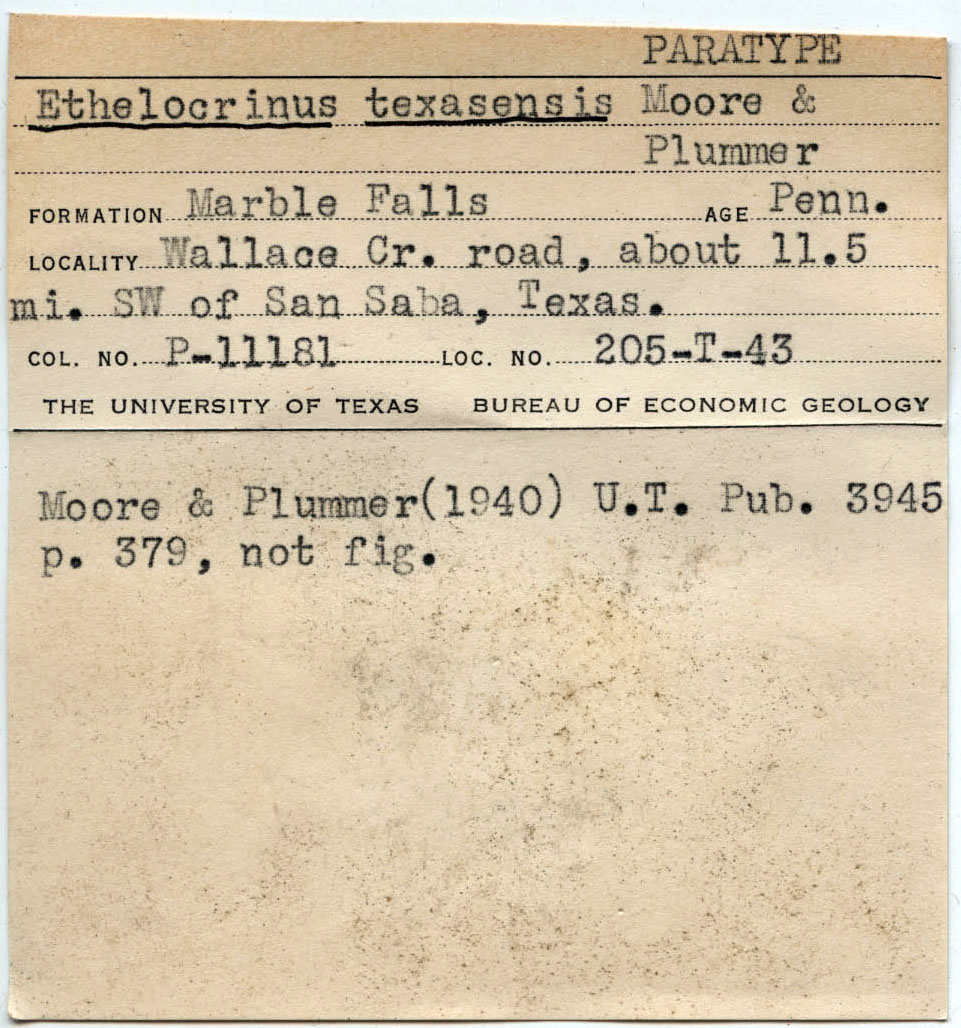 PARATYPE
Ethelocrinus texasensis Moore &
Plummer
FORMATION Marble Falls AGE Penn.
LOCALITY Wallace Cr. road, about 11.5
mi. SW of San Saba, Texas.
COL. NO. P-11181 LOC. NO. 205-T-43
THE UNIVERSITY OF TEXAS BUREAU OF ECONOMIC GEOLOGY
Moore & Plummer(1940) U.T. Pub. 3945
p. 379, not fig.